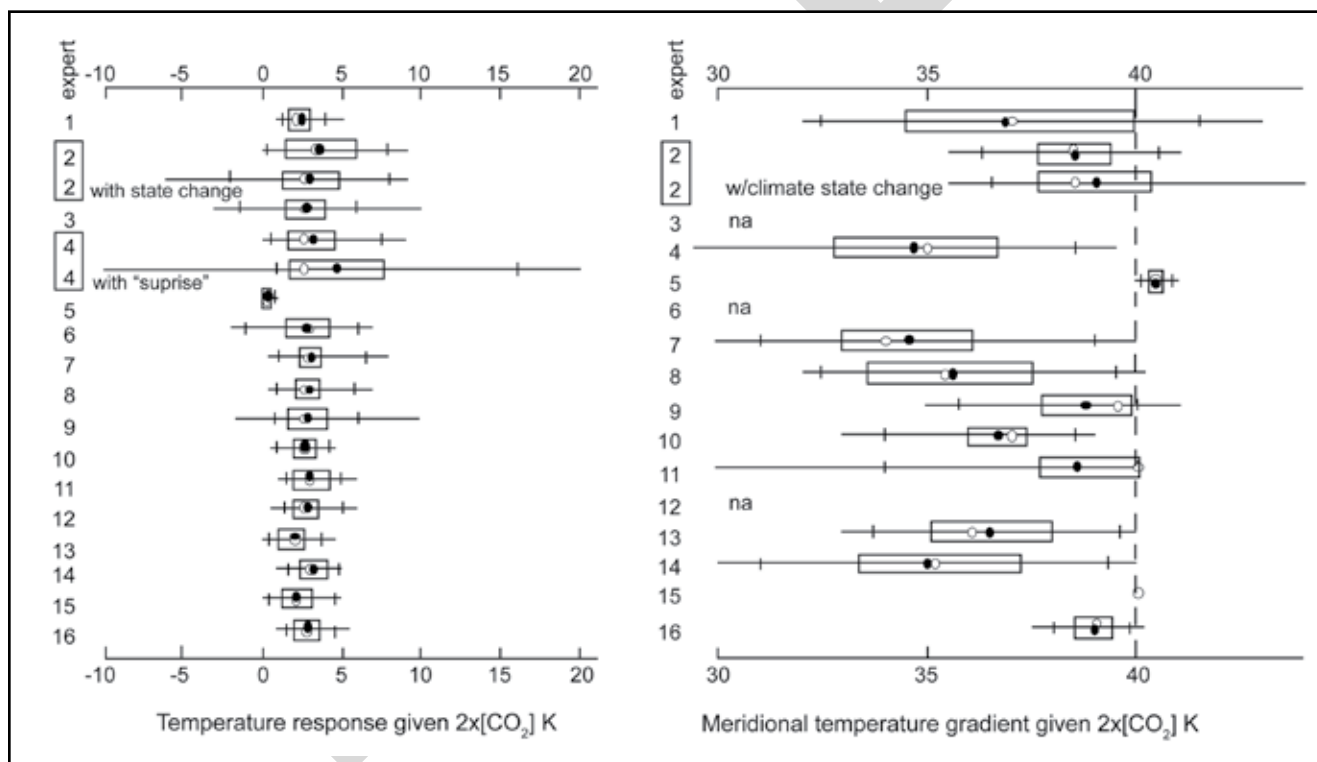 expert
-10 -5 0 5 10 15 20
1
2
2 with state change
3
4
4 with "suprise"
5
6
7
8
9
10
11
12
13
14
15
16
-10 -5 0 5 10 15 20
Temperature response given 2x[CO2] K
expert
30 35 40
1
2
2 w/climate state change
3 na
4
5
6 na
7
8
9
10
11
12 na
13
14
15
16
30 35 40
Meridional temperature gradient given 2x[CO2] K